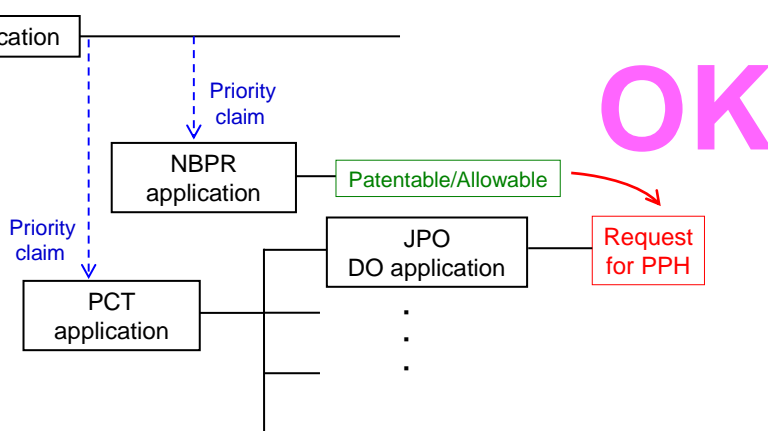 cation
OK
Priority
claim
NBPR
application
Patentable/Allowable
Priority
claim
JPO
DO application
Request
for PPH
PCT
application